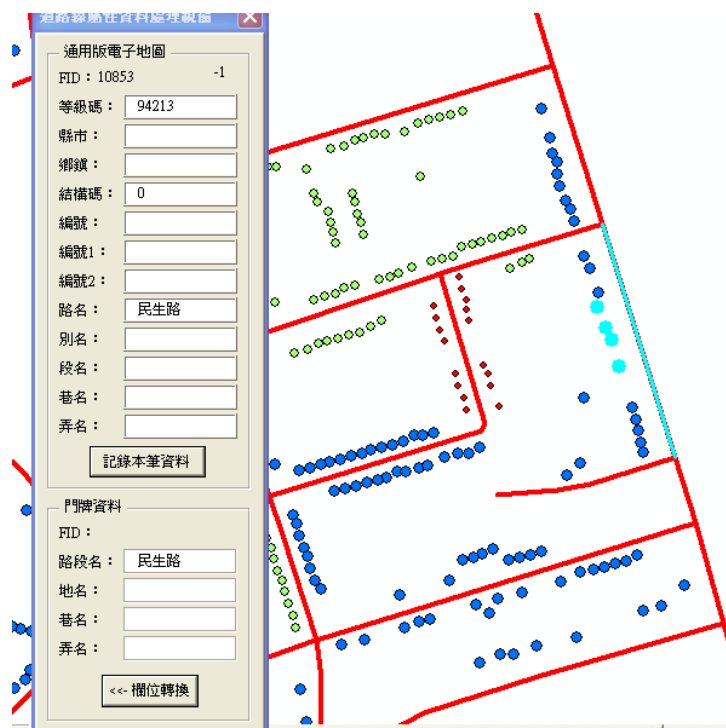 道路線屬性資料處理視窗
通用版電子地圖
FID：10853 -1
等級碼： 94213
縣市：
鄉鎮：
結構碼： 0
編號：
編號1：
編號2：
路名： 民生路
別名：
段名：
巷名：
弄名：
記錄本筆資料
門牌資料
FID：
路段名： 民生路
地名：
巷名：
弄名：
<<- 欄位轉換